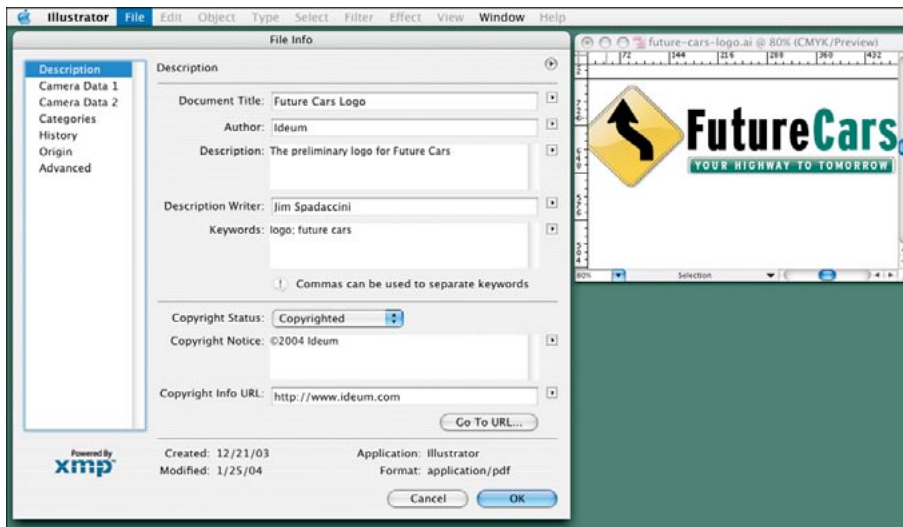 Illustrator File Edit Object Type Select Filter Effect View Window Help
File Info
Description
Camera Data 1
Camera Data 2
Categories
History
Origin
Advanced
Description
Document Title: Future Cars Logo
Author: Ideum
Description: The preliminary logo for Future Cars
Description Writer: Jim Spadaccini
Keywords: logo; future cars
Commas can be used to separate keywords
Copyright Status: Copyrighted
Copyright Notice: ©2004 Ideum
Copyright Info URL: http://www.ideum.com
Go To URL...
Powered By
xmp
Created: 12/21/03 Application: Illustrator
Modified: 1/25/04 Format: application/pdf
Cancel OK
future-cars-logo.ai @ 80% (CMYK/Preview)
72 144 216 288 360 432
FutureCars
YOUR HIGHWAY TO TOMORROW
80% Selection